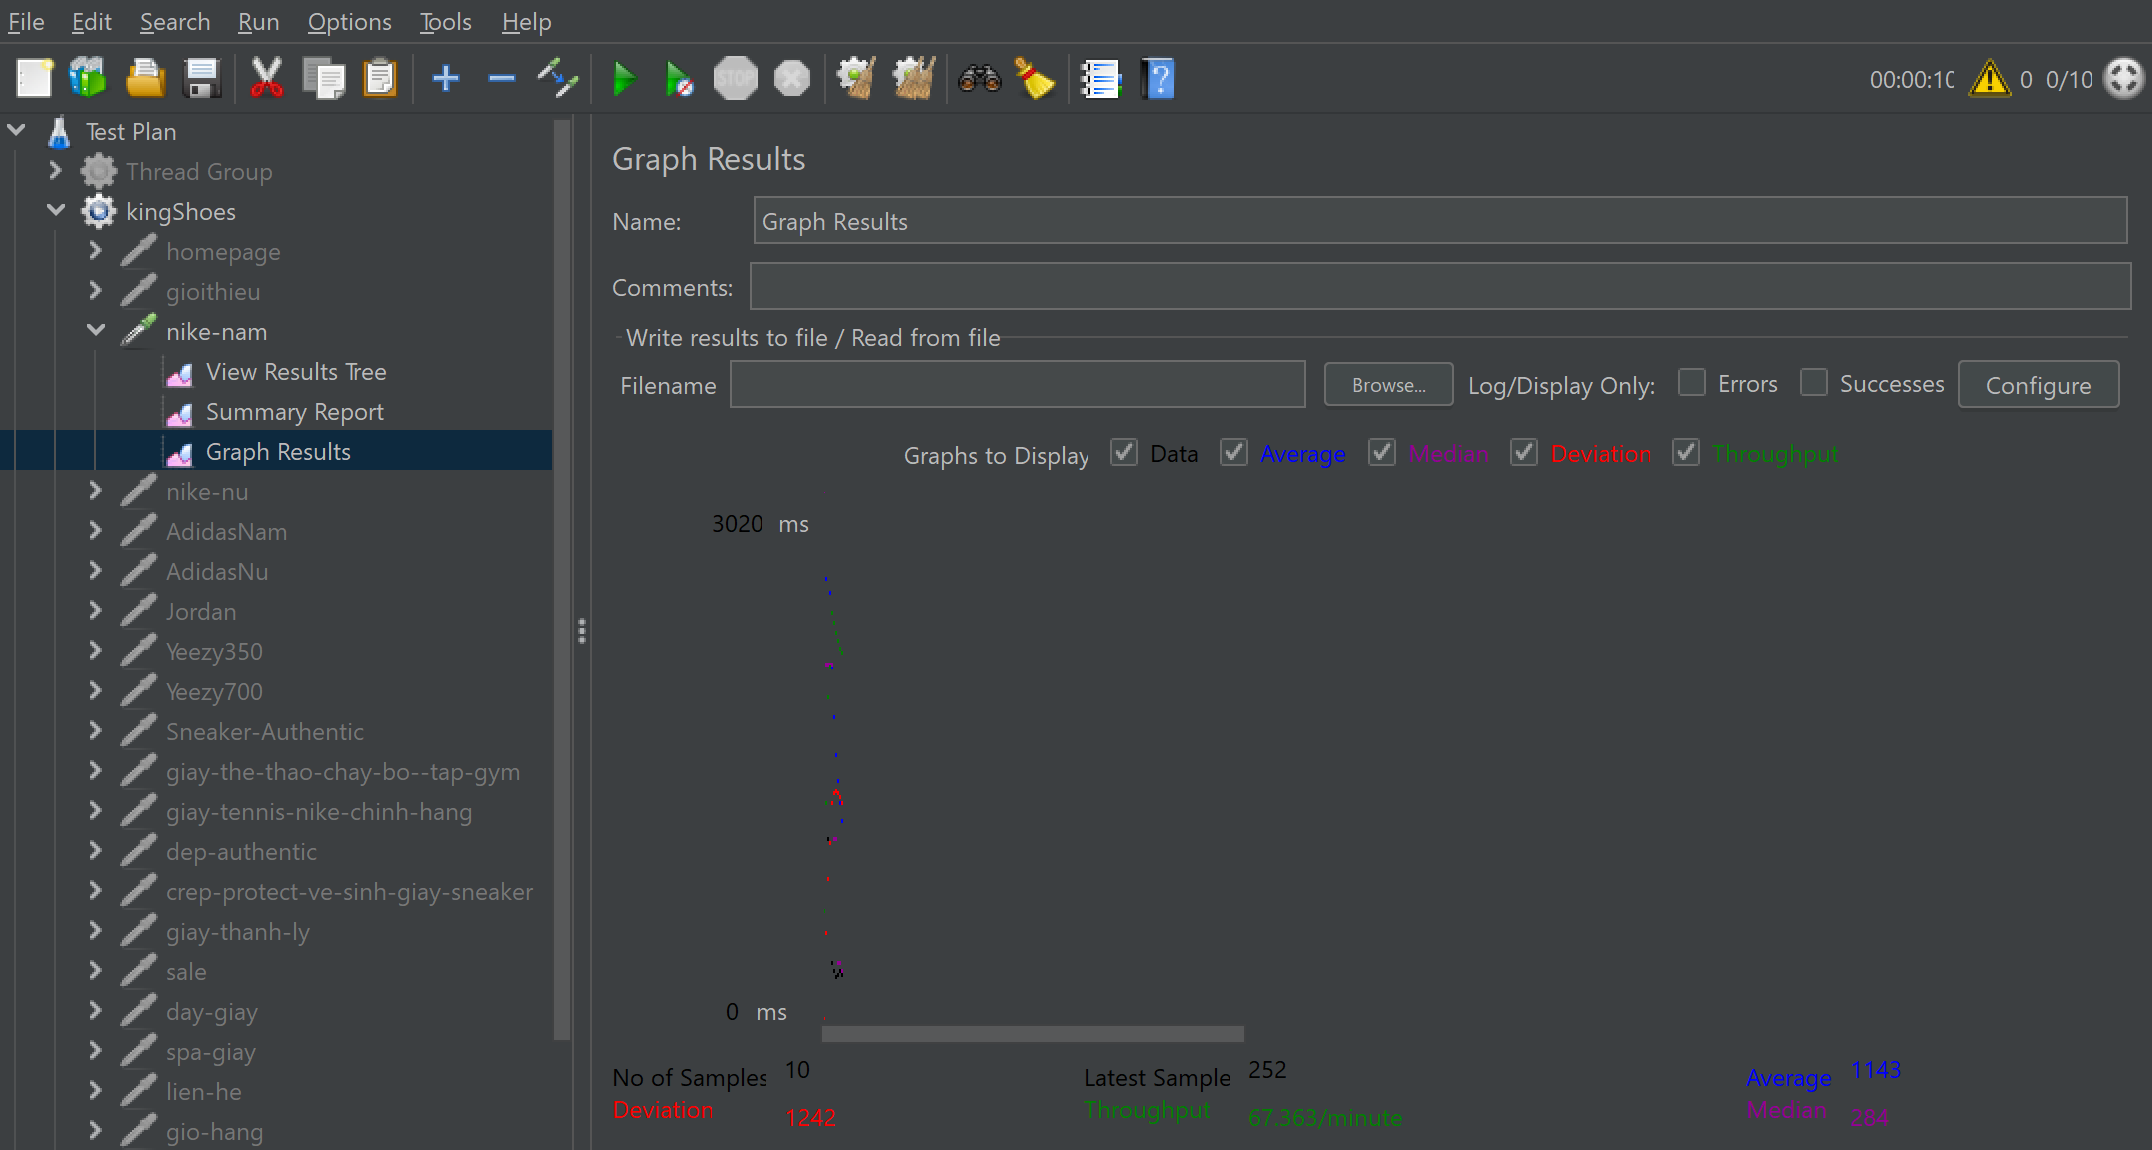 File Edit Search Run Options Tools Help
STOP
00:00:10 0 0/10
Test Plan
Thread Group
kingShoes
homepage
gioithieu
nike-nam
View Results Tree
Summary Report
Graph Results
nike-nu
AdidasNam
AdidasNu
Jordan
Yeezy350
Yeezy700
Sneaker-Authentic
giay-the-thao-chay-bo--tap-gym
giay-tennis-nike-chinh-hang
dep-authentic
crep-protect-ve-sinh-giay-sneaker
giay-thanh-ly
sale
day-giay
spa-giay
lien-he
gio-hang
Graph Results
Name: Graph Results
Comments:
Write results to file / Read from file
Filename Browse... Log/Display Only: Errors Successes Configure
Graphs to Display Data Average Median Deviation Throughput
3020 ms
0 ms
No of Samples 10 Latest Sample 252 Average 1143
Deviation 1242 Throughput 67.363/minute Median 284